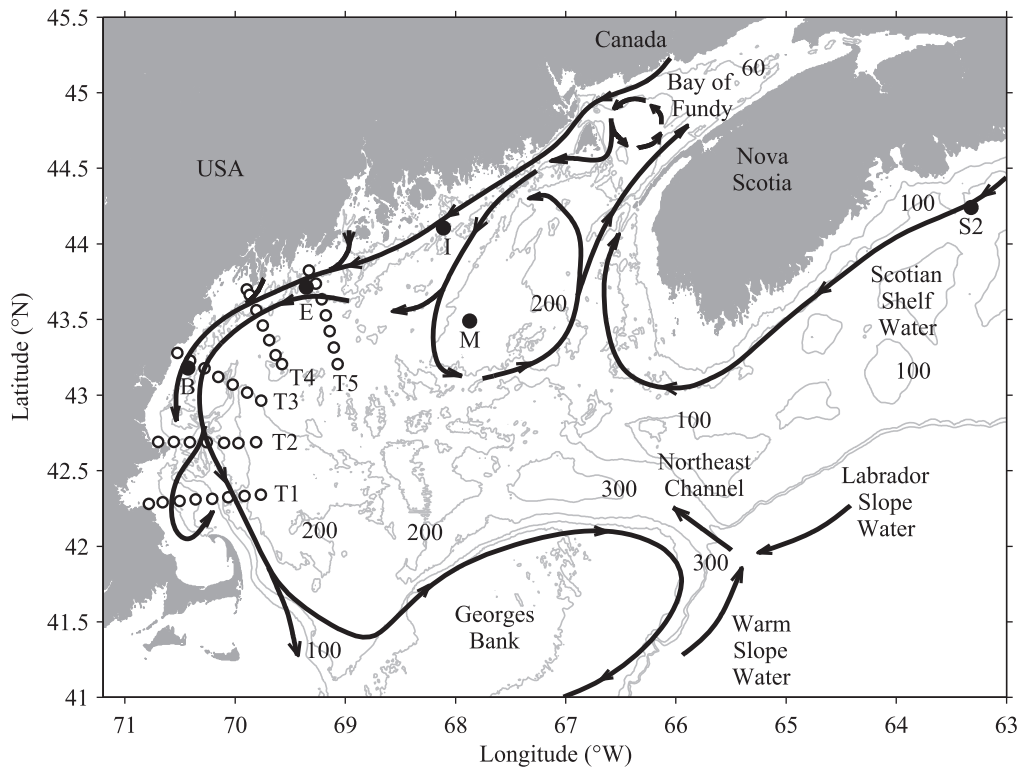 45.5
45
44.5
44
43.5
43
42.5
42
41.5
41
Latitude (°N)
Canada
60
Bay of
Fundy
USA
Nova
Scotia
100
S2
I
Scotian
Shelf
Water
200
E
M
T4
T5
B
T3
100
100
T2
Northeast
Channel
Labrador
Slope
Water
300
T1
200
200
300
Georges
Bank
Warm
Slope
Water
100
71
70
69
68
67
66
65
64
63
Longitude (°W)